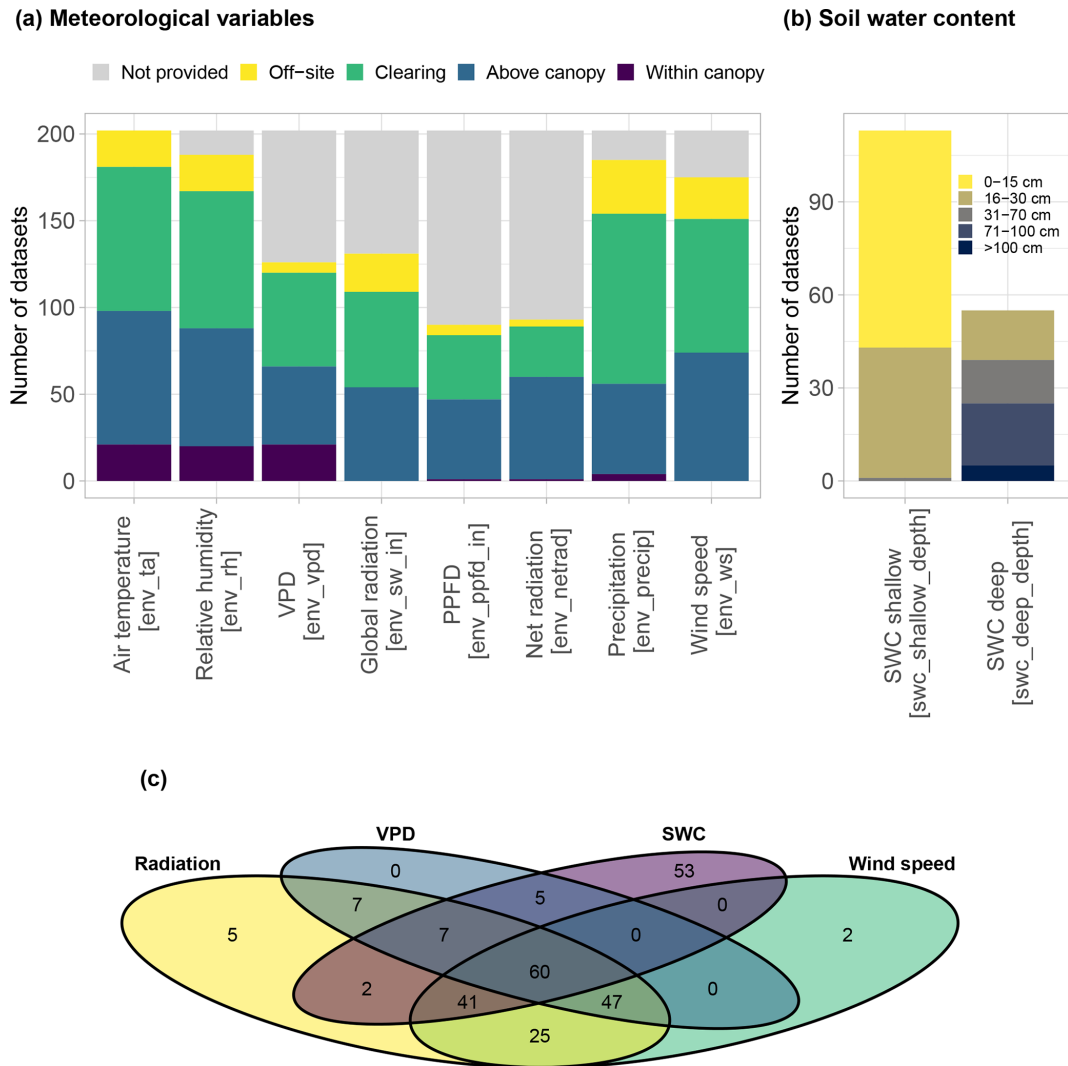 (a) Meteorological variables
(b) Soil water content
Not provided
Off−site
Clearing
Above canopy
Within canopy
Number of datasets
200
150
100
50
0
Air temperature
[env_ta]
Relative humidity
[env_rh]
VPD
[env_vpd]
Global radiation
[env_sw_in]
PPFD
[env_ppfd_in]
Net radiation
[env_netrad]
Precipitation
[env_precip]
Wind speed
[env_ws]
Number of datasets
90
60
30
0
0−15 cm
16−30 cm
31−70 cm
71−100 cm
>100 cm
SWC shallow
[swc_shallow_depth]
SWC deep
[swc_deep_depth]
(c)
VPD
SWC
Radiation
Wind speed
0
53
7
5
0
5
7
0
2
60
2
41
47
0
25